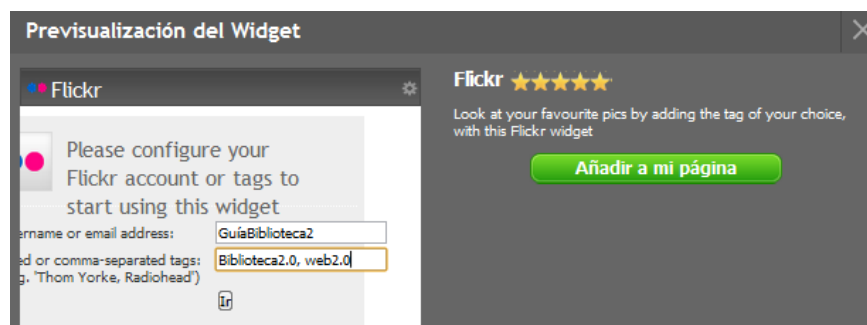 Previsualización del Widget
Flickr
Please configure your
Flickr account or tags to
start using this widget
ername or email address:
GuíaBiblioteca2
ed or comma-separated tags:
Biblioteca2.0, web2.0
g. 'Thom Yorke, Radiohead')
Ir
Flickr
Look at your favourite pics by adding the tag of your choice,
with this Flickr widget
Añadir a mi página